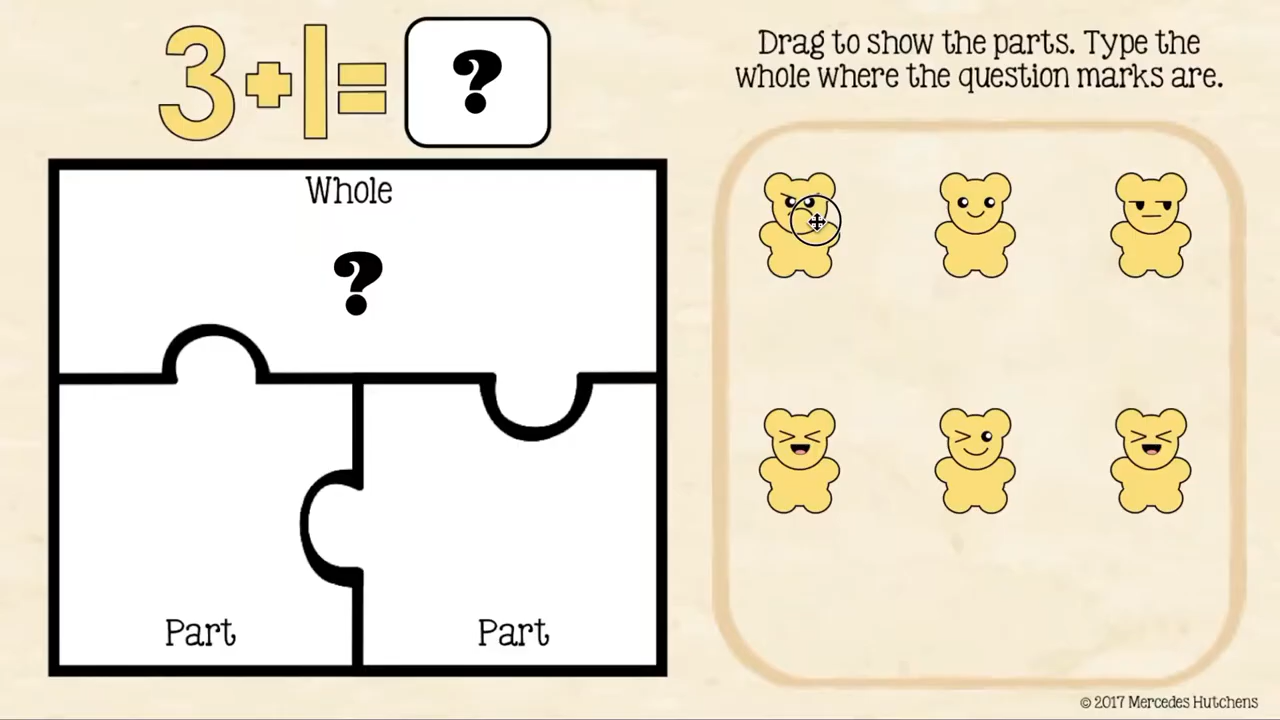 3+1= ?
Drag to show the parts. Type the
whole where the question marks are.
Whole
?
Part
Part
© 2017 Mercedes Hutchens